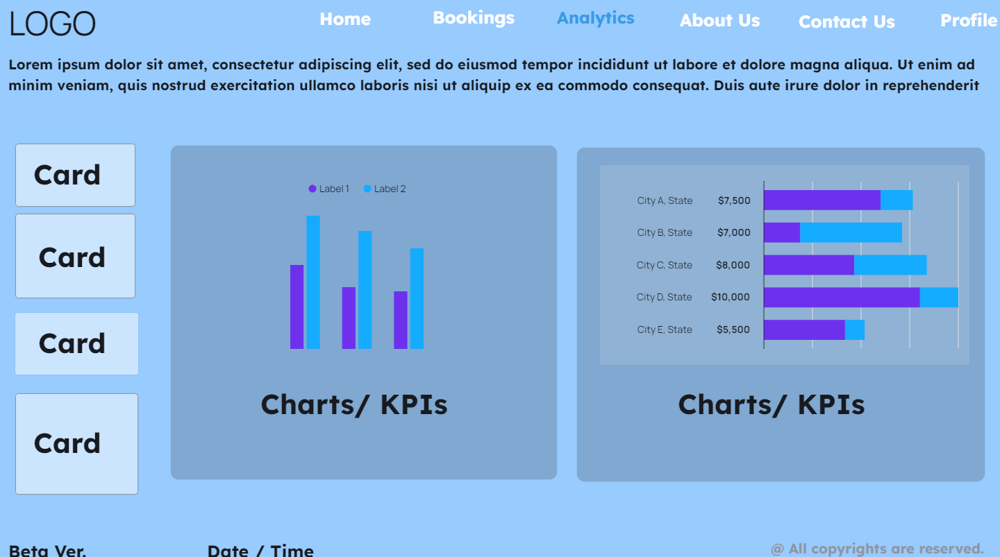 LOGO
Home Bookings Analytics About Us Contact Us Profile
Lorem ipsum dolor sit amet, consectetur adipiscing elit, sed do eiusmod tempor incididunt ut labore et dolore magna aliqua. Ut enim ad
minim veniam, quis nostrud exercitation ullamco laboris nisi ut aliquip ex ea commodo consequat. Duis aute irure dolor in reprehenderit
Card
Card
Card
Card
Label 1 Label 2
Charts/ KPIs
City A, State $7,500
City B, State $7,000
City C, State $8,000
City D, State $10,000
City E, State $5,500
Charts/ KPIs
Beta Ver.
Date / Time
@ All copyrights are reserved.